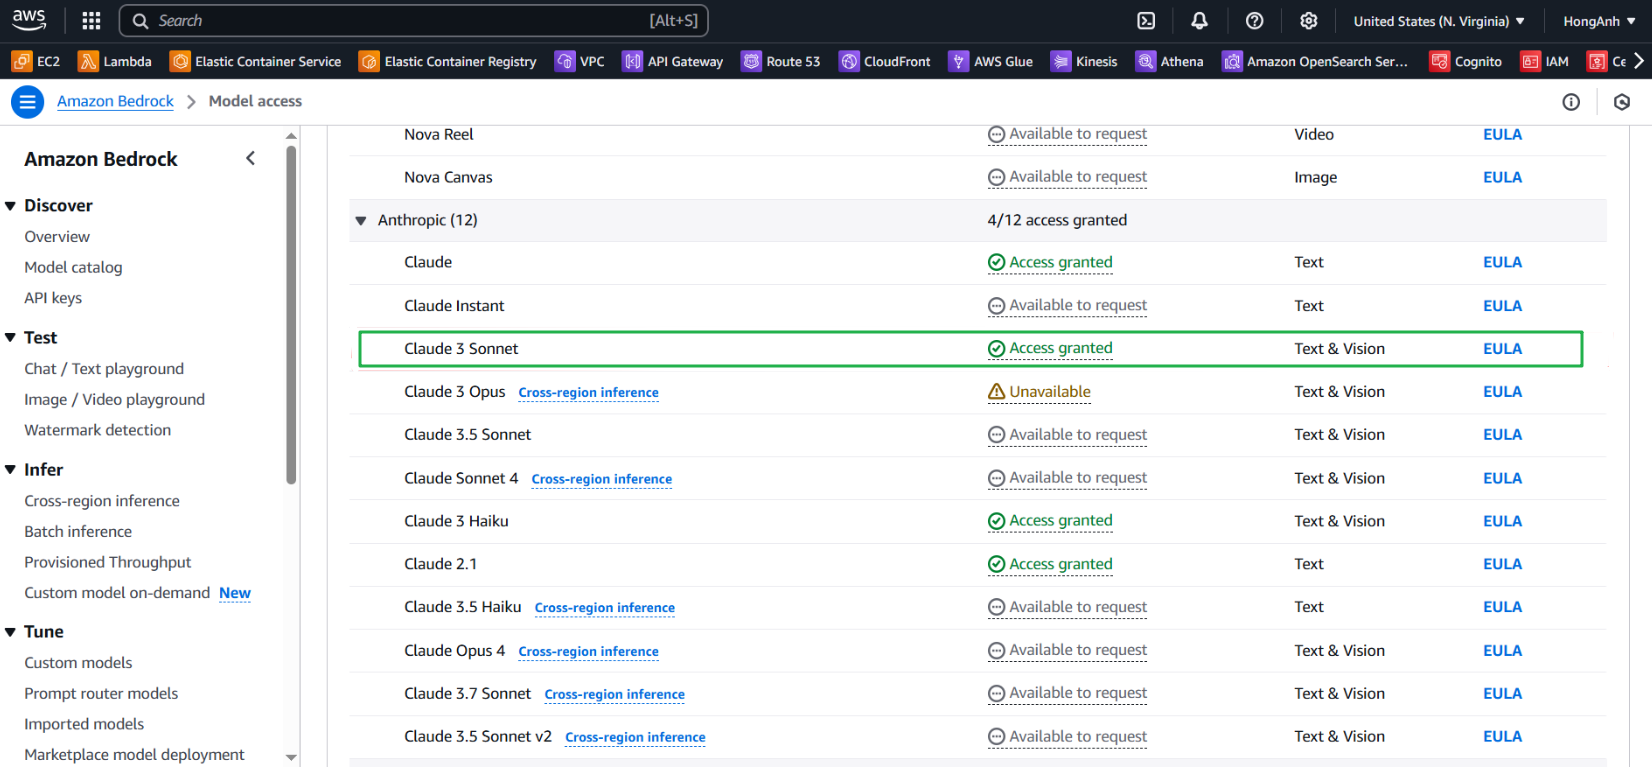 aws
Search [Alt+S] United States (N. Virginia) HongAnh
EC2 Lambda Elastic Container Service Elastic Container Registry VPC API Gateway Route 53 CloudFront AWS Glue Kinesis Athena Amazon OpenSearch Ser... Cognito IAM Ce
Amazon Bedrock Model access
Amazon Bedrock
Discover
Overview
Model catalog
API keys
Test
Chat / Text playground
Image / Video playground
Watermark detection
Infer
Cross-region inference
Batch inference
Provisioned Throughput
Custom model on-demand New
Tune
Custom models
Prompt router models
Imported models
Marketplace model deployment
Nova Reel Available to request Video EULA
Nova Canvas Available to request Image EULA
Anthropic (12) 4/12 access granted
Claude Access granted Text EULA
Claude Instant Available to request Text EULA
Claude 3 Sonnet Access granted Text & Vision EULA
Claude 3 Opus Cross-region inference Unavailable Text & Vision EULA
Claude 3.5 Sonnet Available to request Text & Vision EULA
Claude Sonnet 4 Cross-region inference Available to request Text & Vision EULA
Claude 3 Haiku Access granted Text & Vision EULA
Claude 2.1 Access granted Text EULA
Claude 3.5 Haiku Cross-region inference Available to request Text EULA
Claude Opus 4 Cross-region inference Available to request Text & Vision EULA
Claude 3.7 Sonnet Cross-region inference Available to request Text & Vision EULA
Claude 3.5 Sonnet v2 Cross-region inference Available to request Text & Vision EULA